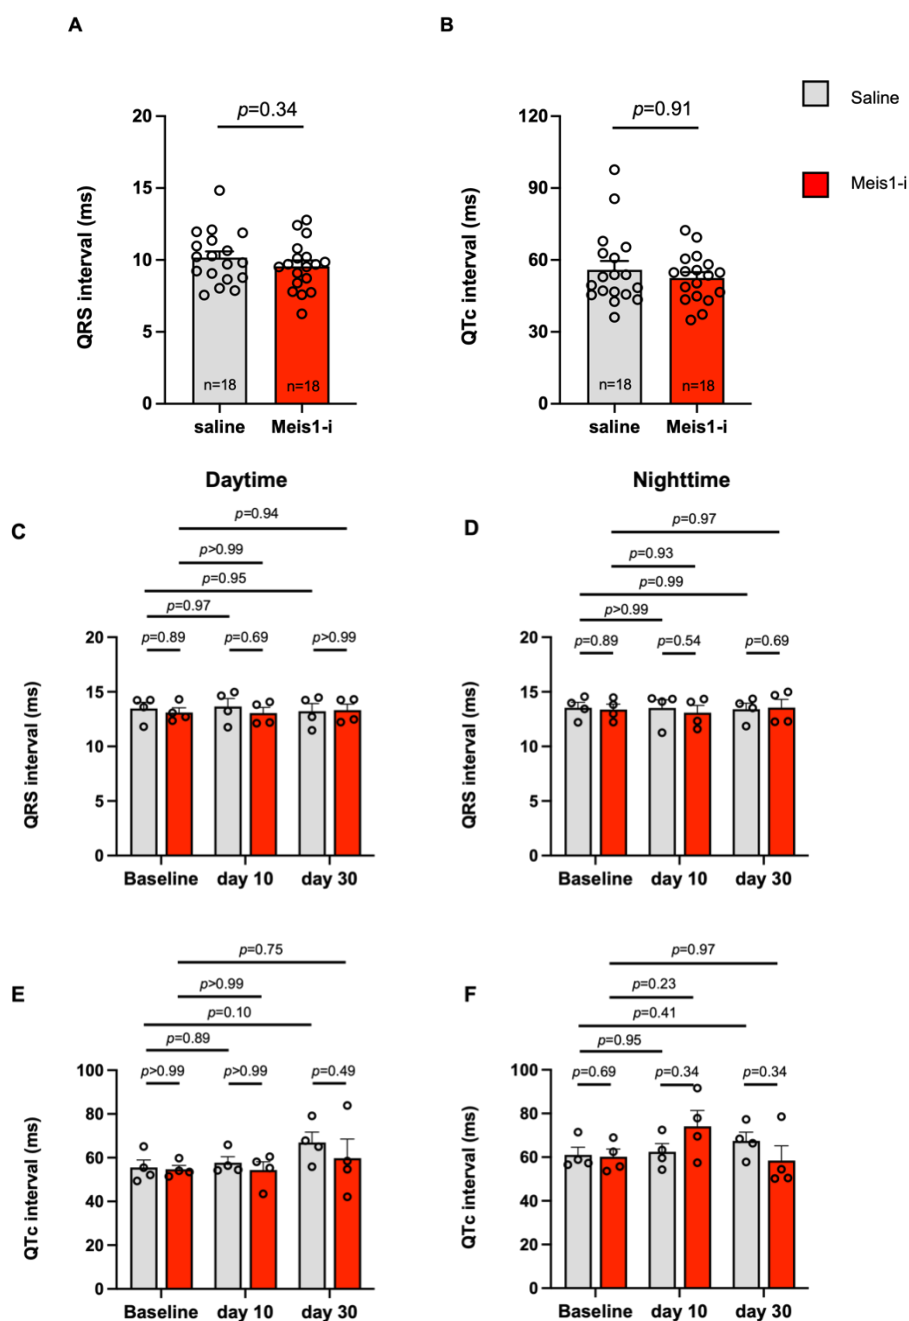 A
B
Saline
Meis1-i
p=0.34
p=0.91
QRS interval (ms)
20
15
10
5
0
n=18
n=18
saline
Meis1-i
QTc interval (ms)
120
90
60
30
0
n=18
n=18
saline
Meis1-i
Daytime
Nighttime
C
p=0.94
p>0.99
p=0.95
p=0.97
p=0.89
p=0.69
p>0.99
QRS interval (ms)
20
15
10
5
0
Baseline
day 10
day 30
D
p=0.97
p=0.93
p=0.99
p>0.99
p=0.89
p=0.54
p=0.69
QRS interval (ms)
20
15
10
5
0
Baseline
day 10
day 30
E
p=0.75
p>0.99
p=0.10
p=0.89
p>0.99
p>0.99
p=0.49
QTc interval (ms)
100
80
60
40
20
0
Baseline
day 10
day 30
F
p=0.97
p=0.23
p=0.41
p=0.95
p=0.69
p=0.34
p=0.34
QTc interval (ms)
100
80
60
40
20
0
Baseline
day 10
day 30